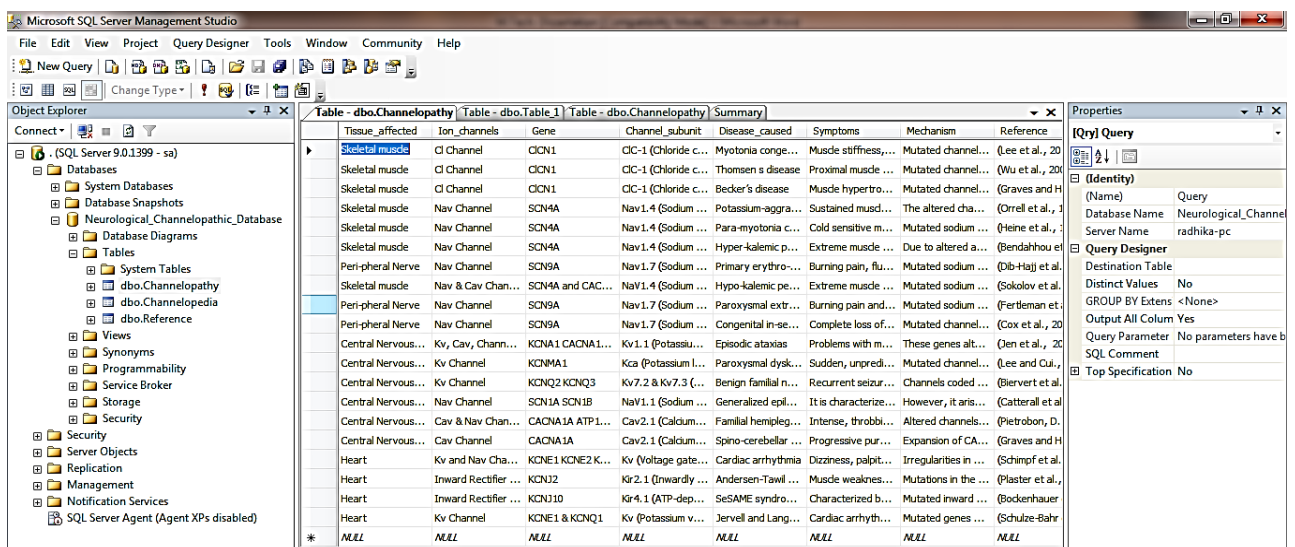 Microsoft SQL Server Management Studio
File Edit View Project Query Designer Tools Window Community Help
New Query
Change Type
Object Explorer
Connect
. (SQL Server 9.0.1399 - sa)
Databases
System Databases
Database Snapshots
Neurological_Channelopathic_Database
Database Diagrams
Tables
System Tables
dbo.Channelopathy
dbo.Channelopedia
dbo.Reference
Views
Synonyms
Programmability
Service Broker
Storage
Security
Security
Server Objects
Replication
Management
Notification Services
SQL Server Agent (Agent XPs disabled)
Table - dbo.Channelopathy Table - dbo.Table_1 Table - dbo.Channelopathy Summary
Tissue_affected Ion_channels Gene Channel_subunit Disease_caused Symptoms Mechanism Reference
Skeletal muscle Cl Channel ClCN1 ClC-1 (Chloride c... Myotonia conge... Muscle stiffness,... Mutated channel... (Lee et al., 20
Skeletal muscle Cl Channel ClCN1 ClC-1 (Chloride c... Thomsen s disease Proximal muscle ... Mutated channel... (Wu et al., 200
Skeletal muscle Cl Channel ClCN1 ClC-1 (Chloride c... Becker's disease Muscle hypertro... Mutated channel... (Graves and H
Skeletal muscle Nav Channel SCN4A Nav1.4 (Sodium ... Potassium-aggra... Sustained muscl... The altered cha... (Orrell et al., 1
Skeletal muscle Nav Channel SCN4A Nav1.4 (Sodium ... Para-myotonia c... Cold sensitive m... Mutated sodium ... (Heine et al.,
Skeletal muscle Nav Channel SCN4A Nav1.4 (Sodium ... Hyper-kalemic p... Extreme muscle ... Due to altered a... (Bendahhou et
Peri-pheral Nerve Nav Channel SCN9A Nav1.7 (Sodium ... Primary erythro-... Burning pain, flu... Mutated sodium ... (Dib-Hajj et al.
Skeletal muscle Nav & Cav Chan... SCN4A and CAC... NaV1.4 (Sodium ... Hypo-kalemic pe... Extreme muscle ... Mutated sodium ... (Sokolov et al.
Peri-pheral Nerve Nav Channel SCN9A Nav1.7 (Sodium ... Paroxysmal extr... Burning pain and... Mutated sodium ... (Fertleman et
Peri-pheral Nerve Nav Channel SCN9A Nav1.7 (Sodium ... Congenital in-se... Complete loss of... Mutated channel... (Cox et al., 20
Central Nervous... Kv, Cav, Chann... KCNA1 CACNA1... Kv1.1 (Potassiu... Episodic ataxias Problems with m... These genes alt... (Jen et al., 20
Central Nervous... Kv Channel KCNMA1 Kca (Potassium I... Paroxysmal dysk... Sudden, unpredi... Mutated channel... (Lee and Cui.,
Central Nervous... Kv Channel KCNQ2 KCNQ3 Kv7.2 & Kv7.3 (... Benign familial n... Recurrent seizur... Channels coded ... (Biervert et al.
Central Nervous... Nav Channel SCN1A SCN1B NaV1.1 (Sodium ... Generalized epil... It is characterize... However, it aris... (Catterall et al
Central Nervous... Cav & Nav Chan... CACNA1A ATP1... Cav2.1 (Calcium... Familial hemipleg... Intense, throbbi... Altered channels... (Pietrobon, D.
Central Nervous... Cav Channel CACNA1A Cav2.1 (Calcium... Spino-cerebellar ... Progressive pur... Expansion of CA... (Graves and H
Heart Kv and Nav Cha... KCNE1 KCNE2 K... Kv (Voltage gate... Cardiac arrhythmia Dizziness, palpit... Irregularities in ... (Schimpf et al.
Heart Inward Rectifier ... KCNJ2 Kir2.1 (Inwardly ... Andersen-Tawil ... Muscle weaknes... Mutations in the ... (Plaster et al.,
Heart Inward Rectifier ... KCNJ10 Kir4.1 (ATP-dep... SeSAME syndro... Characterized b... Mutated inward ... (Bockenhauer
Heart Kv Channel KCNE1 & KCNQ1 Kv (Potassium v... Jervell and Lang... Cardiac arrhyth... Mutated genes ... (Schulze-Bahr
NULL NULL NULL NULL NULL NULL NULL NULL
Properties
[Qry] Query
(Identity)
(Name) Query
Database Name Neurological_Channel
Server Name radhika-pc
Query Designer
Destination Table
Distinct Values No
GROUP BY Extens <None>
Output All Colum Yes
Query Parameter No parameters have b
SQL Comment
Top Specification No